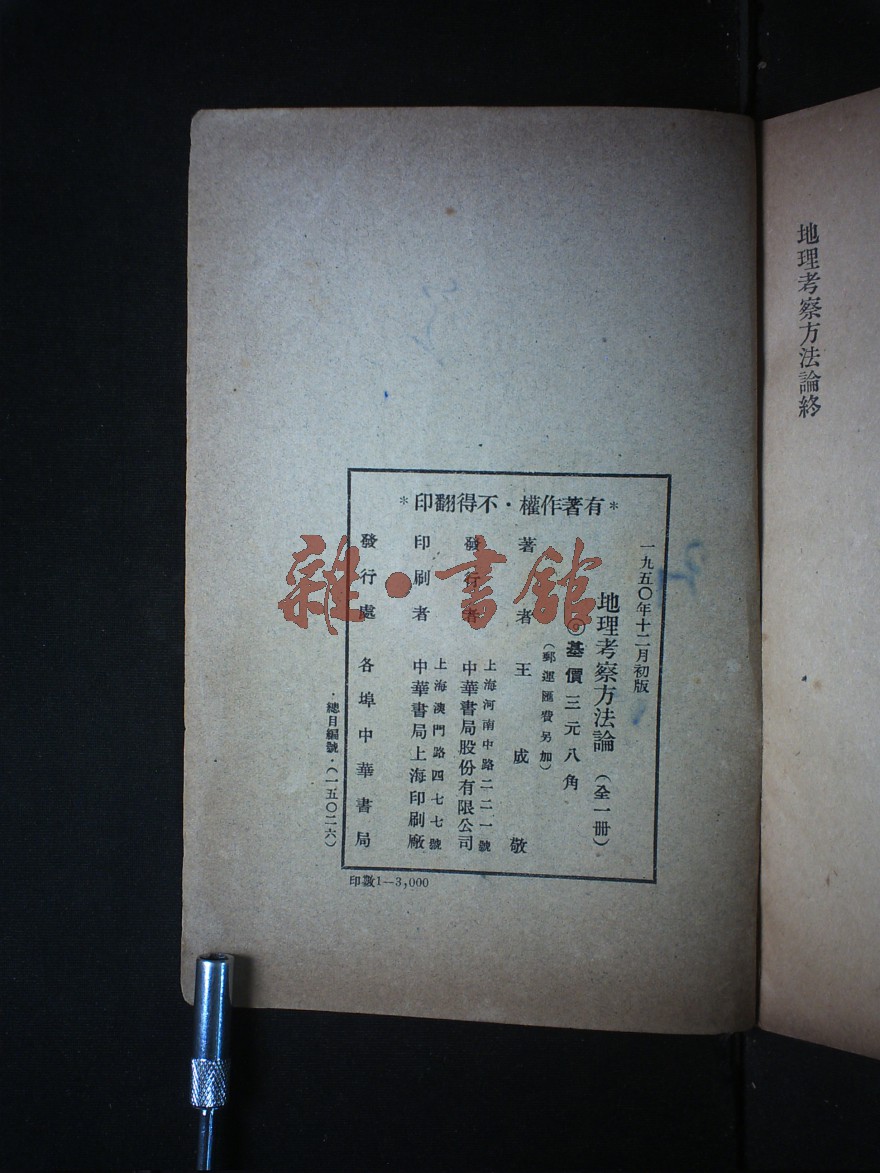 地理考察方法論終
*有著作權・不得翻印*
一九五〇年十二月初版
地理考察方法論（全一册）
◎基價三元八角
（郵運匯費另加）
著者 王成敬
發行者 中華書局股份有限公司
上海河南中路二二一號
印刷者 中華書局上海印刷廠
上海澳門路四七七號
發行處 各埠中華書局
・總目編號・（一五〇二六）
印數1—3,000
雜・書館